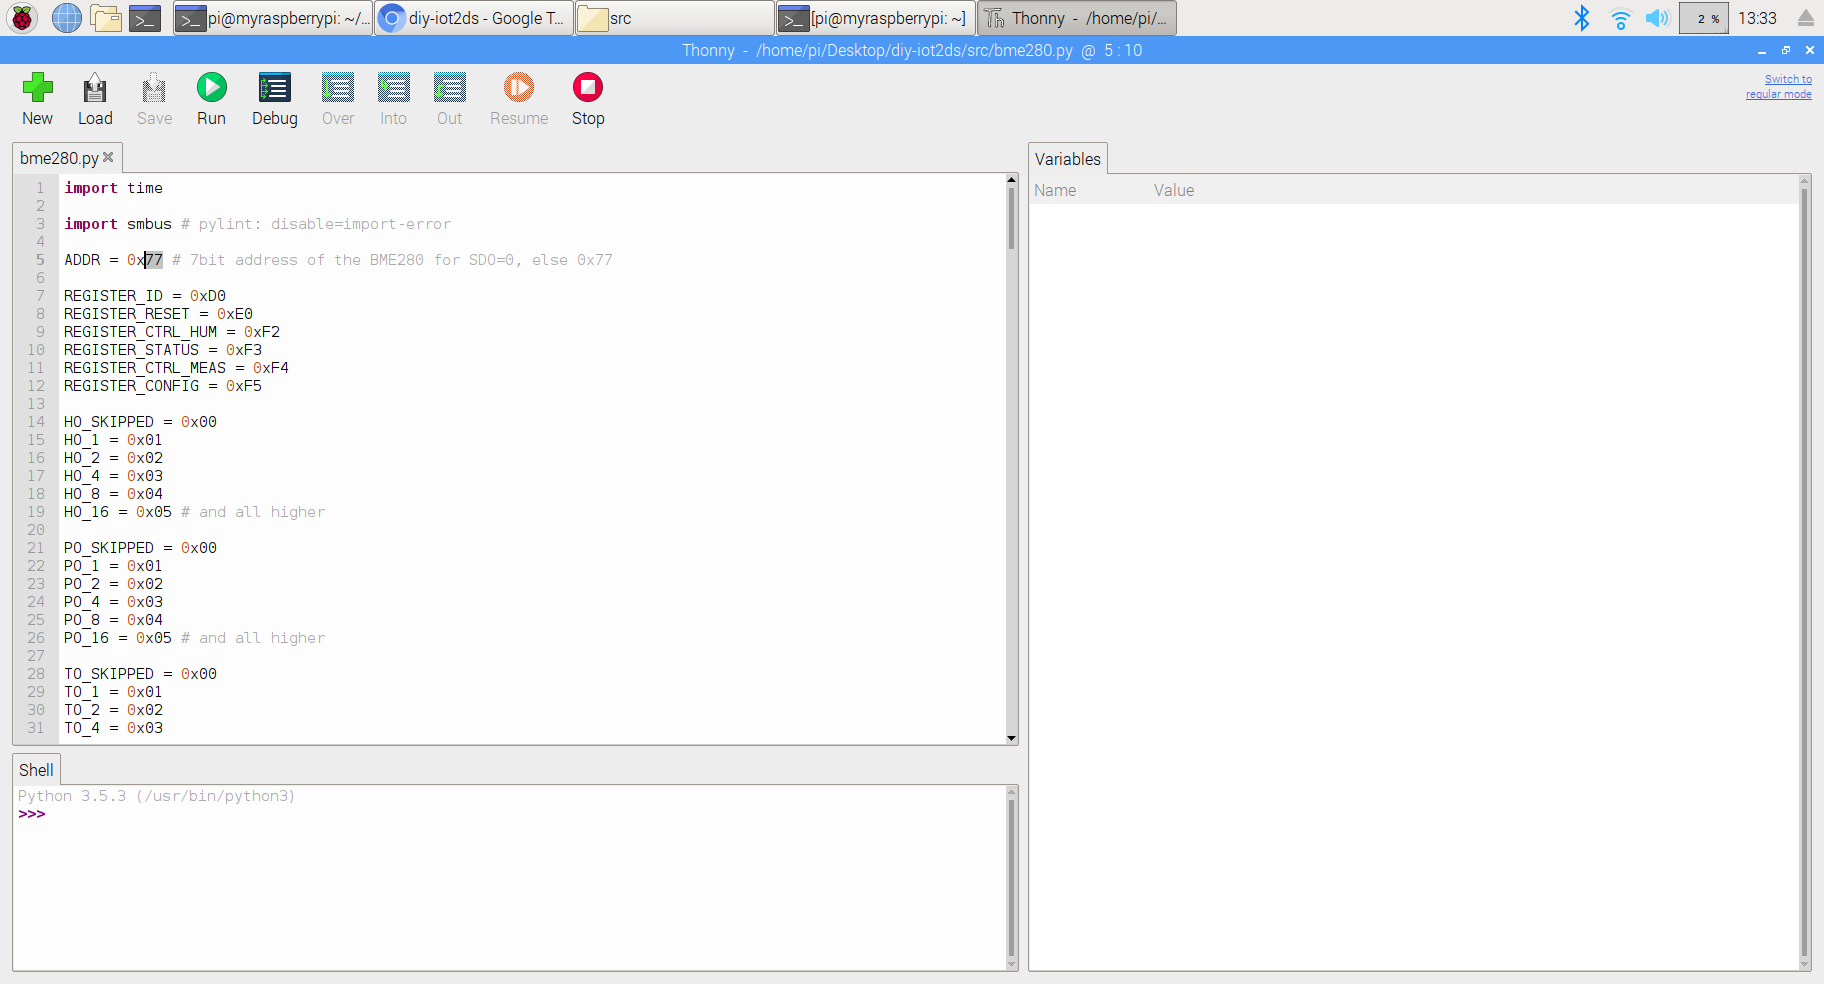 pi@myraspberrypi: ~/... diy-iot2ds - Google T... src [pi@myraspberrypi: ~] Thonny - /home/pi/... 2 % 13:33
Thonny - /home/pi/Desktop/diy-iot2ds/src/bme280.py @ 5 : 10
Switch to
regular mode
New Load Save Run Debug Over Into Out Resume Stop
bme280.py
1 import time
2
3 import smbus # pylint: disable=import-error
4
5 ADDR = 0x77 # 7bit address of the BME280 for SDO=0, else 0x77
6
7 REGISTER_ID = 0xD0
8 REGISTER_RESET = 0xE0
9 REGISTER_CTRL_HUM = 0xF2
10 REGISTER_STATUS = 0xF3
11 REGISTER_CTRL_MEAS = 0xF4
12 REGISTER_CONFIG = 0xF5
13
14 HO_SKIPPED = 0x00
15 HO_1 = 0x01
16 HO_2 = 0x02
17 HO_4 = 0x03
18 HO_8 = 0x04
19 HO_16 = 0x05 # and all higher
20
21 PO_SKIPPED = 0x00
22 PO_1 = 0x01
23 PO_2 = 0x02
24 PO_4 = 0x03
25 PO_8 = 0x04
26 PO_16 = 0x05 # and all higher
27
28 TO_SKIPPED = 0x00
29 TO_1 = 0x01
30 TO_2 = 0x02
31 TO_4 = 0x03
Shell
Python 3.5.3 (/usr/bin/python3)
>>>
Variables
Name Value